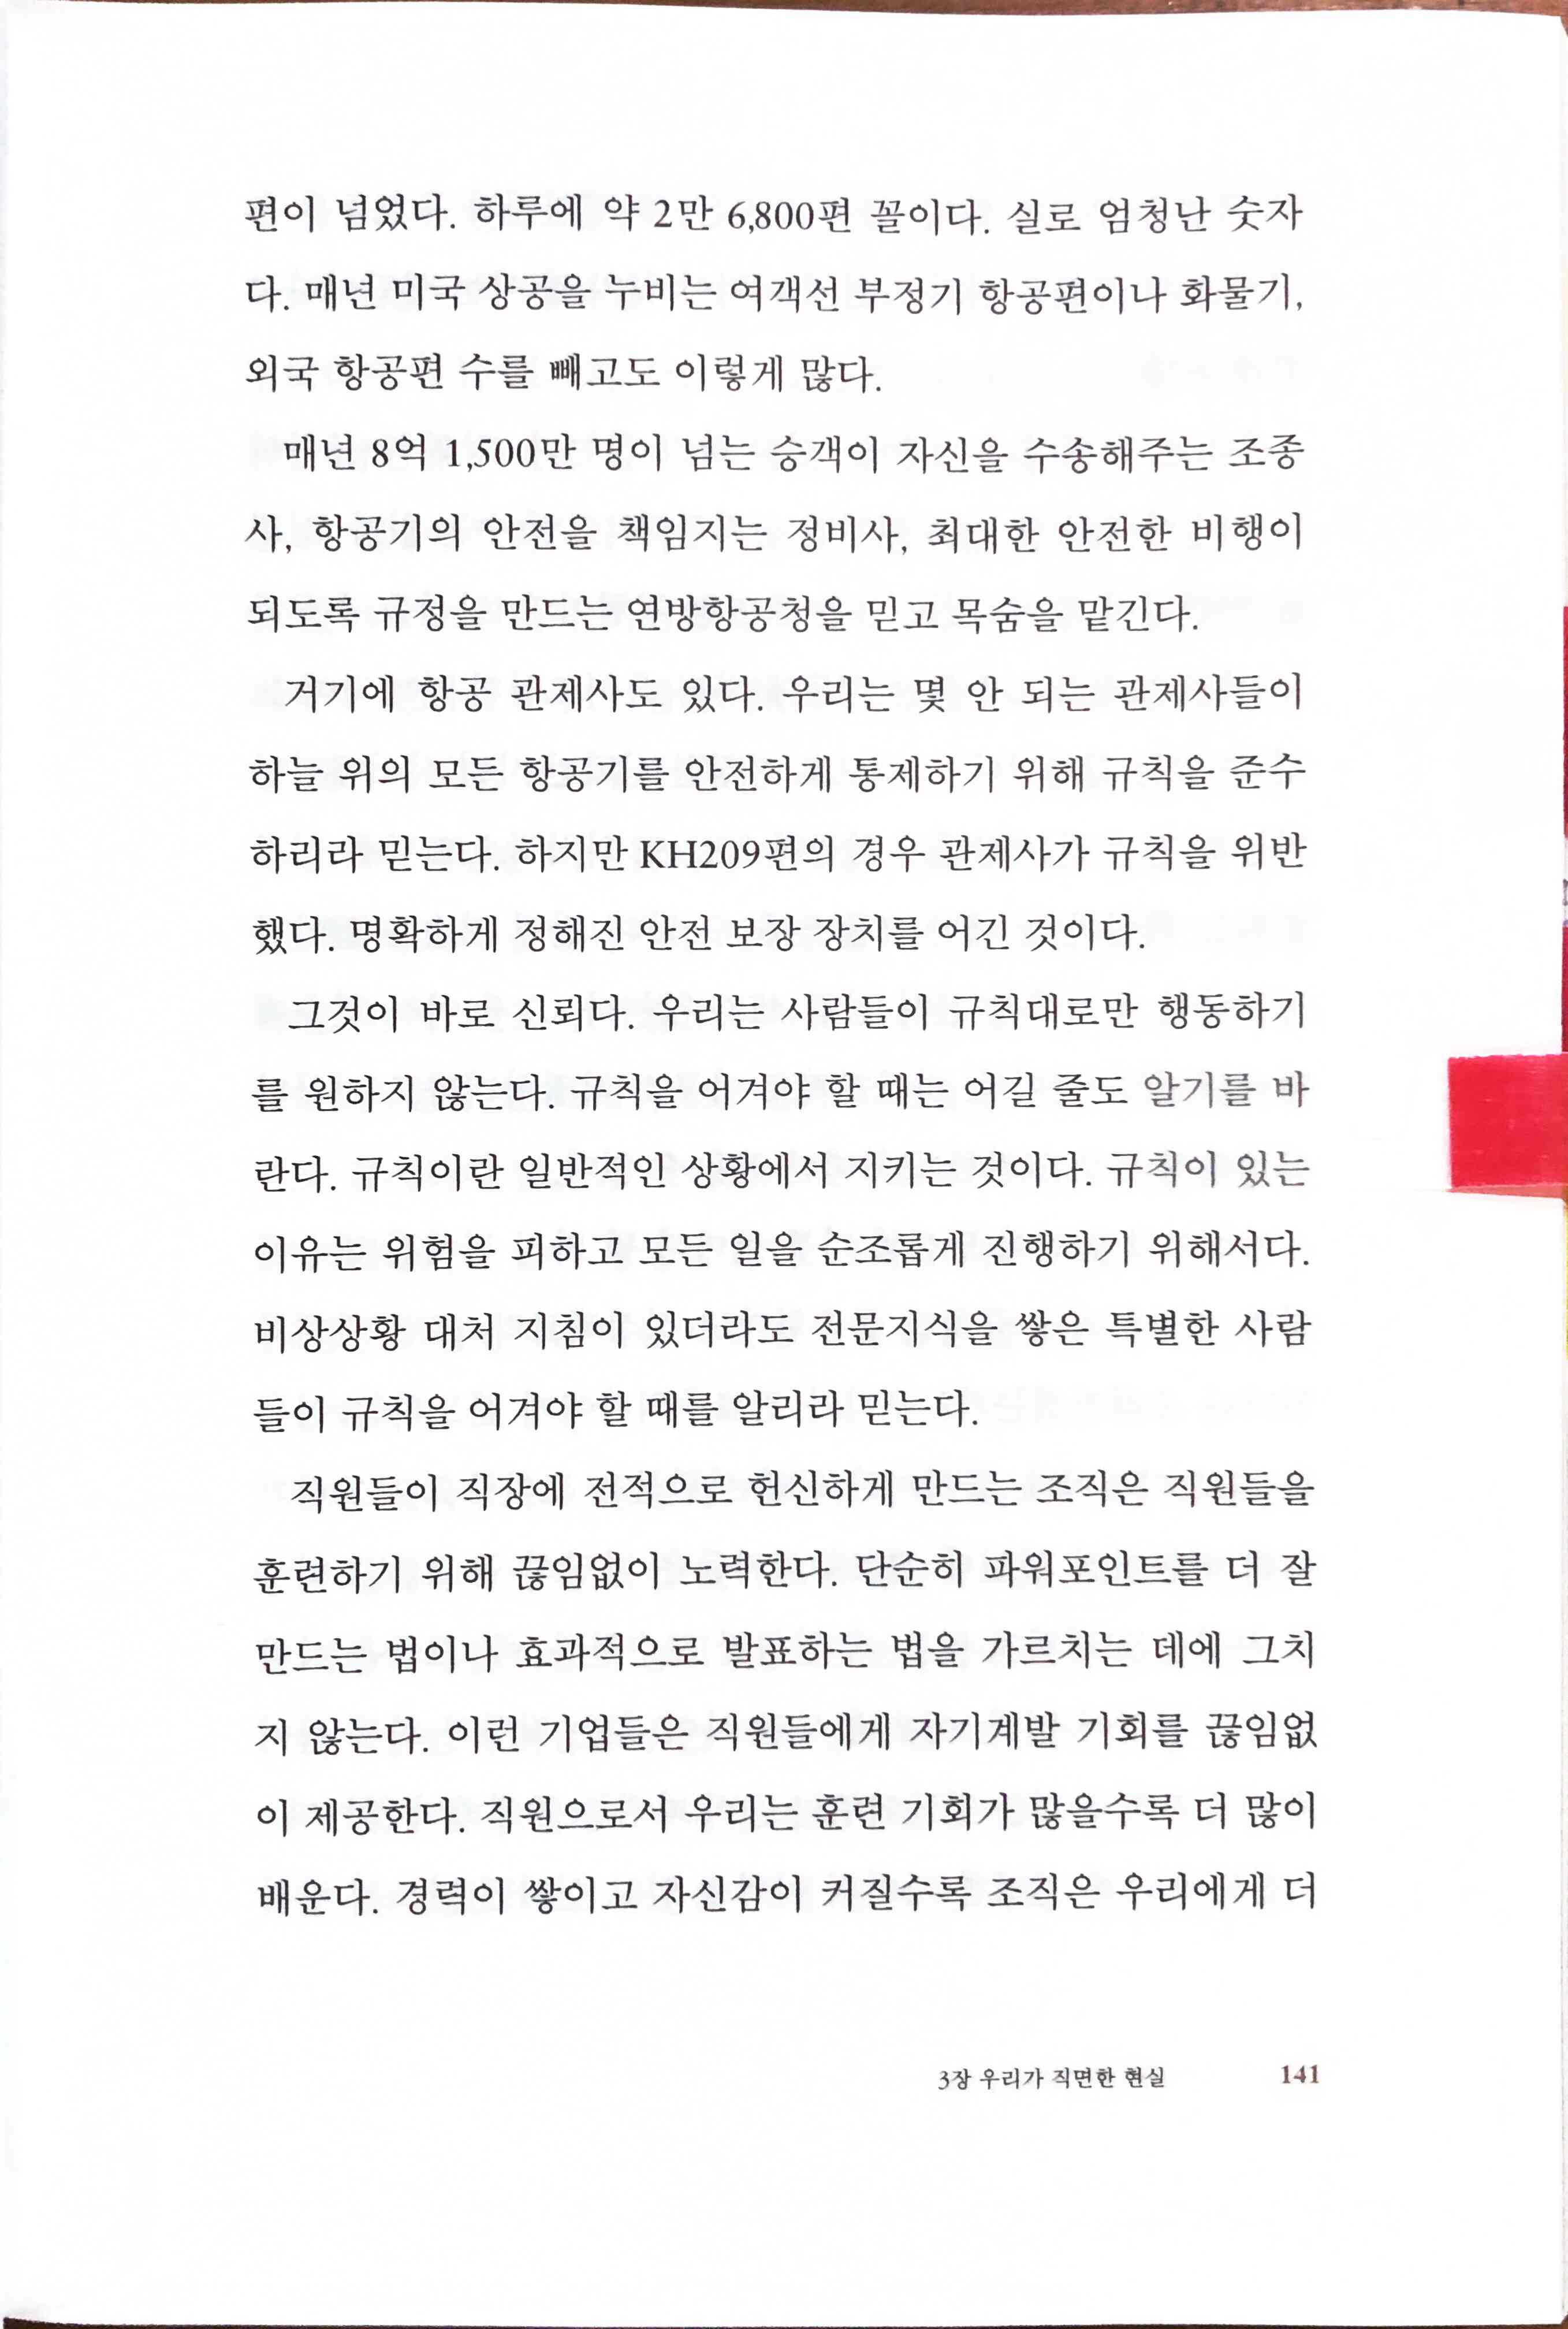 편이 넘었다. 하루에 약 2만 6,800편 꼴이다. 실로 엄청난 숫자
다. 매년 미국 상공을 누비는 여객선 부정기 항공편이나 화물기,
외국 항공편 수를 빼고도 이렇게 많다.
매년 8억 1,500만 명이 넘는 승객이 자신을 수송해주는 조종
사, 항공기의 안전을 책임지는 정비사, 최대한 안전한 비행이
되도록 규정을 만드는 연방항공청을 믿고 목숨을 맡긴다.
거기에 항공 관제사도 있다. 우리는 몇 안 되는 관제사들이
하늘 위의 모든 항공기를 안전하게 통제하기 위해 규칙을 준수
하리라 믿는다. 하지만 KH209편의 경우 관제사가 규칙을 위반
했다. 명확하게 정해진 안전 보장 장치를 어긴 것이다.
그것이 바로 신뢰다. 우리는 사람들이 규칙대로만 행동하기
를 원하지 않는다. 규칙을 어겨야 할 때는 어길 줄도 알기를 바
란다. 규칙이란 일반적인 상황에서 지키는 것이다. 규칙이 있는
이유는 위험을 피하고 모든 일을 순조롭게 진행하기 위해서다.
비상상황 대처 지침이 있더라도 전문지식을 쌓은 특별한 사람
들이 규칙을 어겨야 할 때를 알리라 믿는다.
직원들이 직장에 전적으로 헌신하게 만드는 조직은 직원들을
훈련하기 위해 끊임없이 노력한다. 단순히 파워포인트를 더 잘
만드는 법이나 효과적으로 발표하는 법을 가르치는 데에 그치
지 않는다. 이런 기업들은 직원들에게 자기계발 기회를 끊임없
이 제공한다. 직원으로서 우리는 훈련 기회가 많을수록 더 많이
배운다. 경력이 쌓이고 자신감이 커질수록 조직은 우리에게 더
3장 우리가 직면한 현실 141